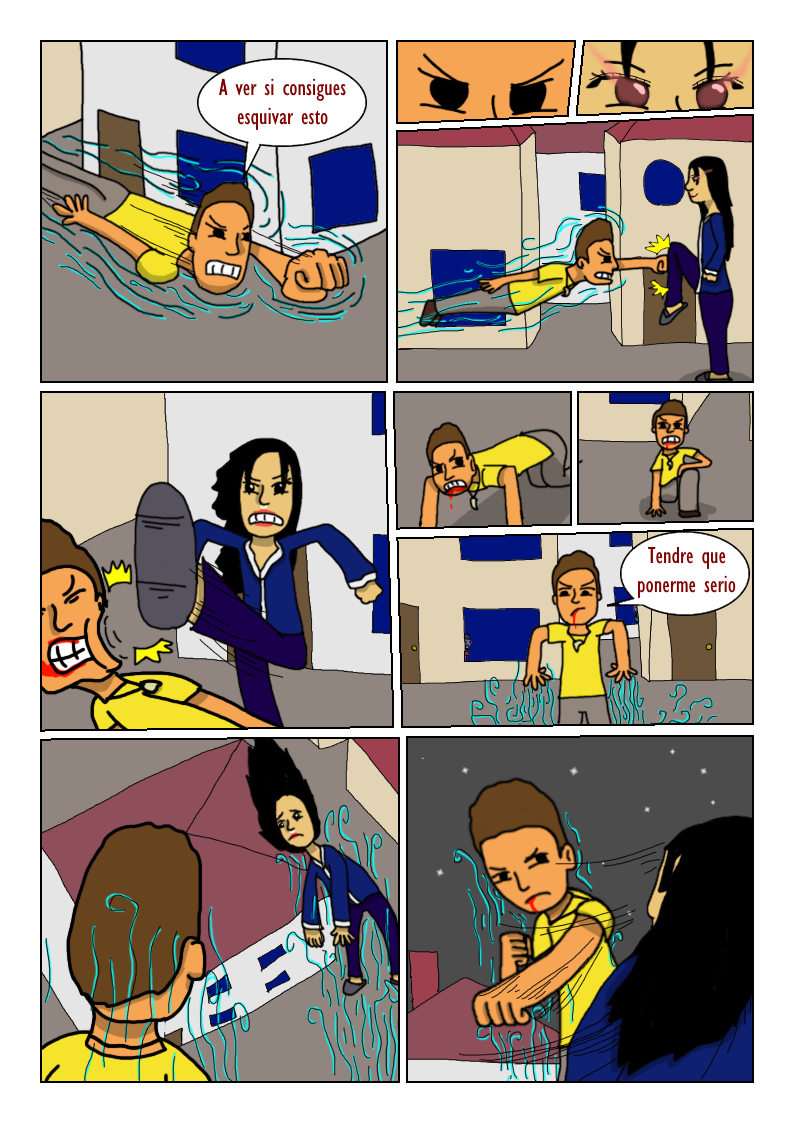 A ver si consigues
esquivar esto
Tendre que
ponerme serio